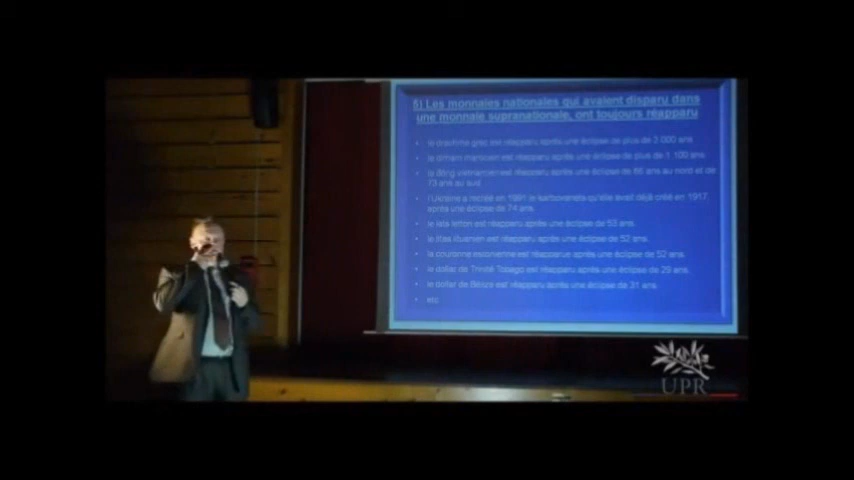 5) Les monnaies nationales qui avaient disparu dans
une monnaie supranationale, ont toujours réapparu
le drachme grec est réapparu après une éclipse de plus de 2 000 ans.
le dirham marocain est réapparu après une éclipse de plus de 1 100 ans.
le dông vietnamien est réapparu après une éclipse de 66 ans au nord et de
73 ans au sud
l'Ukraine a recréé en 1991 le karbovanets qu'elle avait déjà créé en 1917,
après une éclipse de 74 ans.
le lats letton est réapparu après une éclipse de 53 ans.
le litas lituanien est réapparu après une éclipse de 52 ans.
la couronne estonienne est réapparue après une éclipse de 52 ans.
le dollar de Trinité Tobago est réapparu après une éclipse de 29 ans.
le dollar de Bélize est réapparu après une éclipse de 31 ans.
etc
UPR